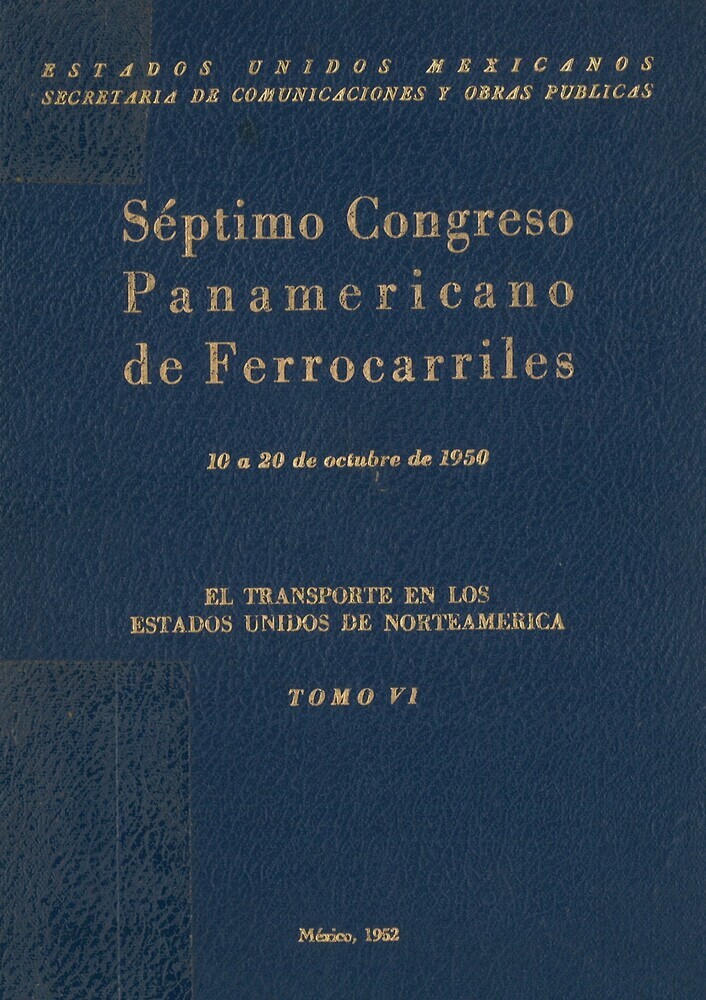 ESTADOS UNIDOS MEXICANOS
SECRETARIA DE COMUNICACIONES Y OBRAS PUBLICAS
Séptimo Congreso
Panamericano
de Ferrocarriles
10 a 20 de octubre de 1950
EL TRANSPORTE EN LOS
ESTADOS UNIDOS DE NORTEAMERICA
TOMO VI
México, 1952